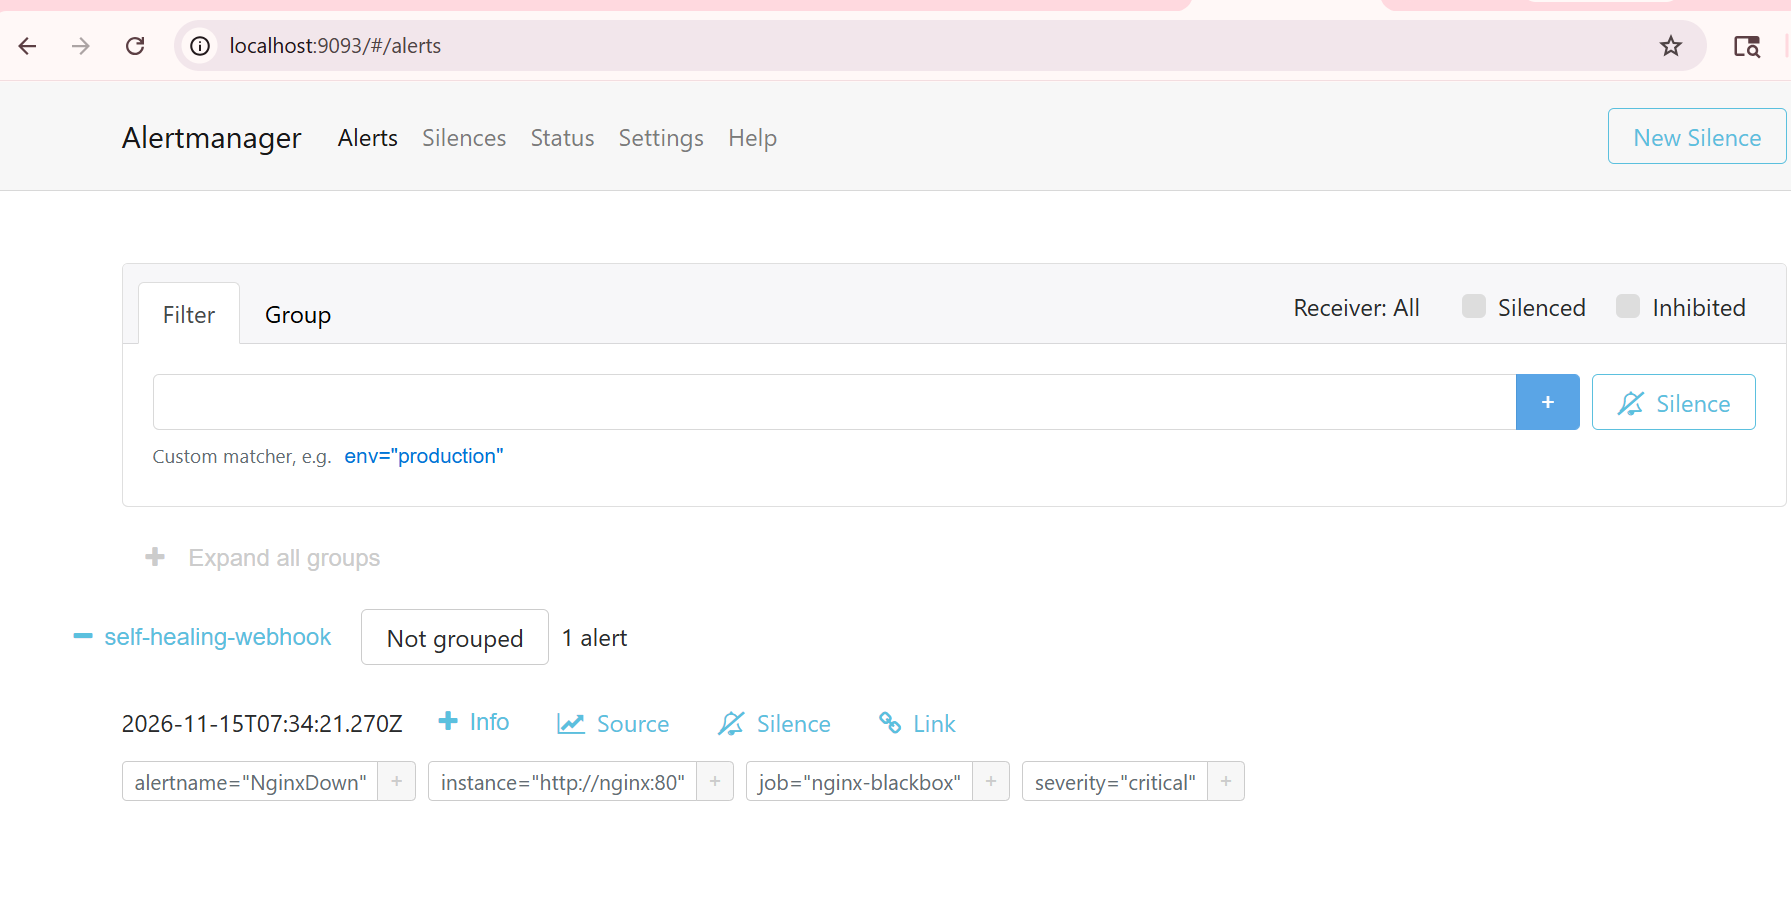 localhost:9093/#/alerts
Alertmanager Alerts Silences Status Settings Help New Silence
Filter Group Receiver: All Silenced Inhibited
+ Silence
Custom matcher, e.g. env="production"
+ Expand all groups
− self-healing-webhook Not grouped 1 alert
2026-11-15T07:34:21.270Z + Info Source Silence Link
alertname="NginxDown" + instance="http://nginx:80" + job="nginx-blackbox" + severity="critical" +